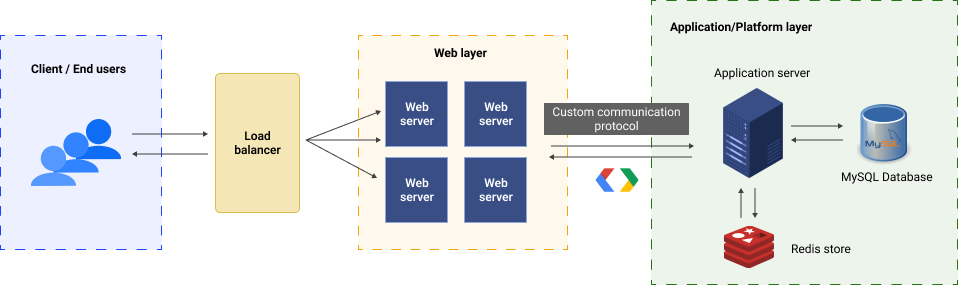 Application/Platform layer
Client / End users
Web layer
Application server
Load
balancer
Web
server
Web
server
Custom communication
protocol
MySQL
MySQL Database
Web
server
Web
server
Redis store